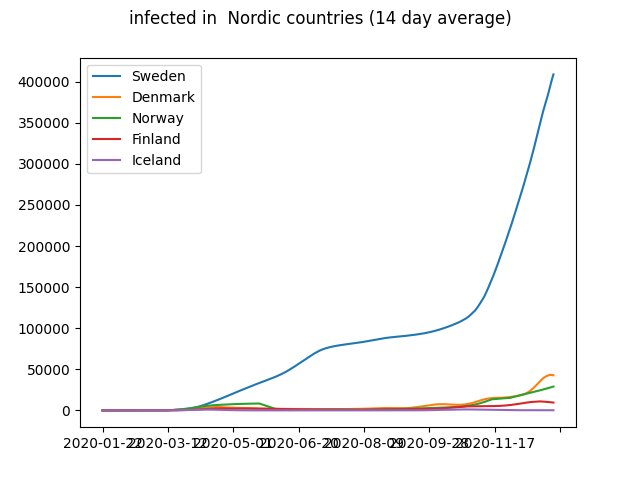 infected in  Nordic countries (14 day average)
Sweden
Denmark
Norway
Finland
Iceland
400000
350000
300000
250000
200000
150000
100000
50000
0
2020-01-22 2020-03-12 2020-05-01 2020-06-20 2020-08-09 2020-09-28 2020-11-17